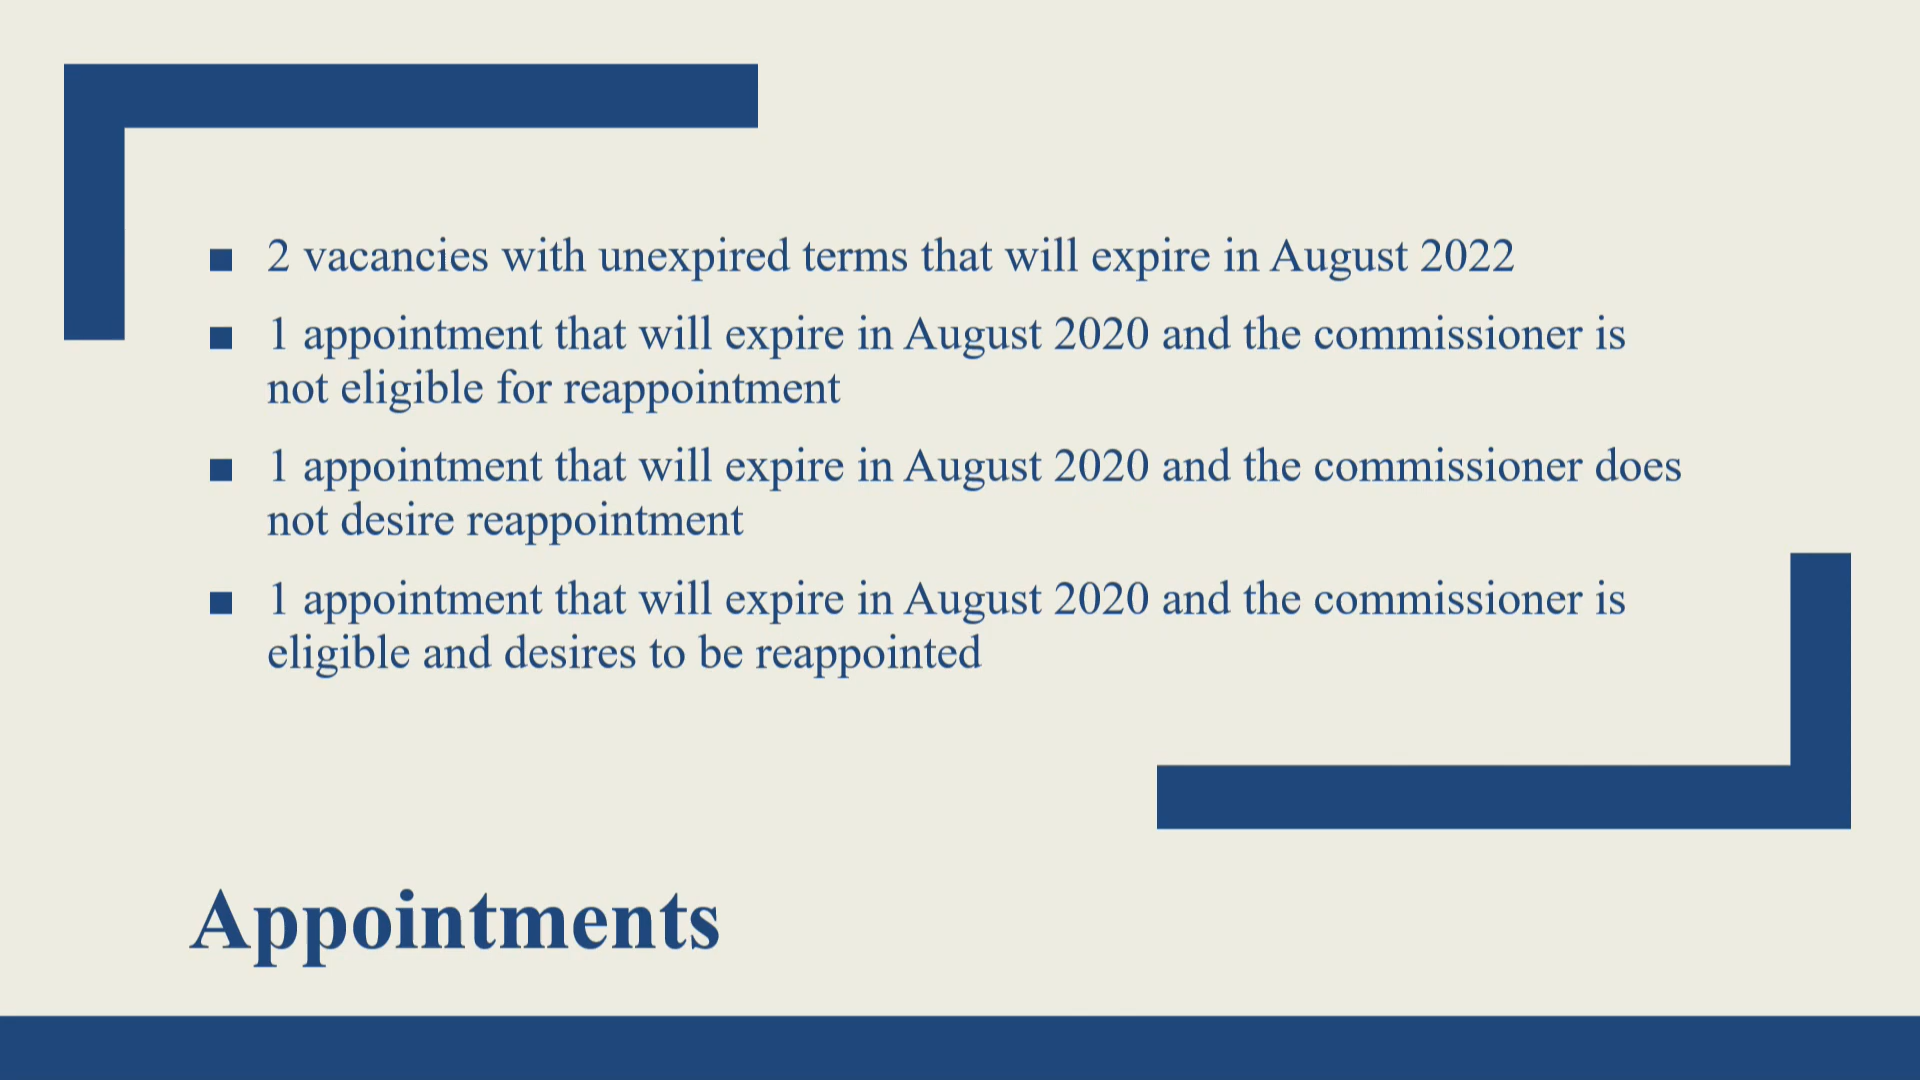 ■ 2 vacancies with unexpired terms that will expire in August 2022
■ 1 appointment that will expire in August 2020 and the commissioner is
not eligible for reappointment
■ 1 appointment that will expire in August 2020 and the commissioner does
not desire reappointment
■ 1 appointment that will expire in August 2020 and the commissioner is
eligible and desires to be reappointed
Appointments